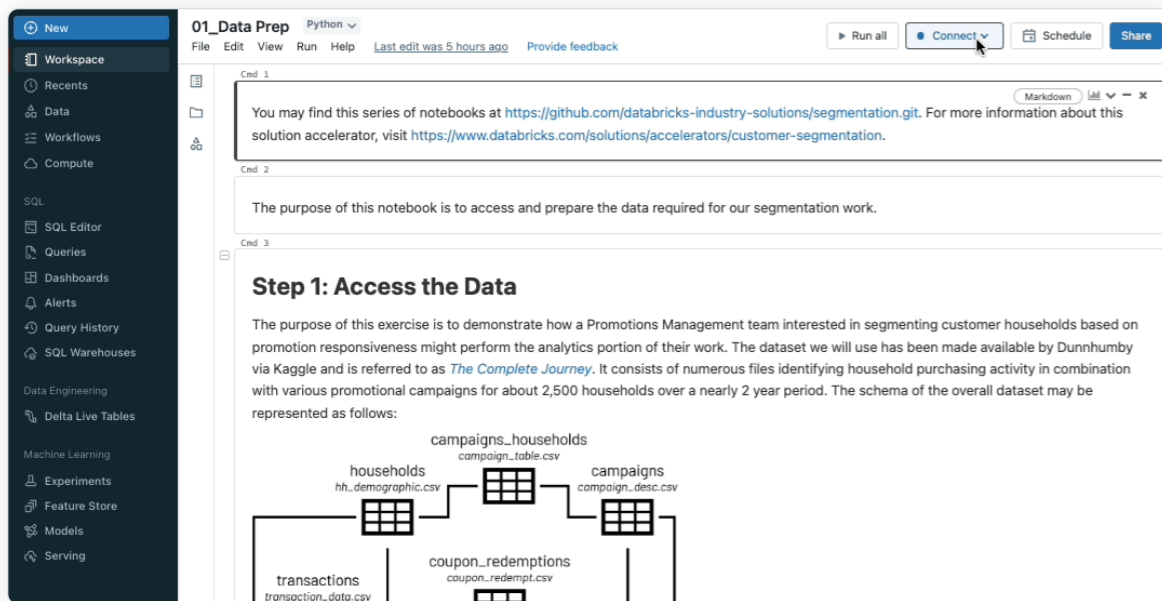 New
Workspace
Recents
Data
Workflows
Compute
SQL
SQL Editor
Queries
Dashboards
Alerts
Query History
SQL Warehouses
Data Engineering
Delta Live Tables
Machine Learning
Experiments
Feature Store
Models
Serving
01_Data Prep Python
File Edit View Run Help Last edit was 5 hours ago Provide feedback
Run all Connect Schedule Share
Cmd 1
Markdown
You may find this series of notebooks at https://github.com/databricks-industry-solutions/segmentation.git. For more information about this
solution accelerator, visit https://www.databricks.com/solutions/accelerators/customer-segmentation.
Cmd 2
The purpose of this notebook is to access and prepare the data required for our segmentation work.
Cmd 3
Step 1: Access the Data
The purpose of this exercise is to demonstrate how a Promotions Management team interested in segmenting customer households based on
promotion responsiveness might perform the analytics portion of their work. The dataset we will use has been made available by Dunnhumby
via Kaggle and is referred to as The Complete Journey. It consists of numerous files identifying household purchasing activity in combination
with various promotional campaigns for about 2,500 households over a nearly 2 year period. The schema of the overall dataset may be
represented as follows:
campaigns_households
campaign_table.csv
households
hh_demographic.csv
campaigns
campaign_desc.csv
coupon_redemptions
coupon_redempt.csv
transactions
transaction_data.csv